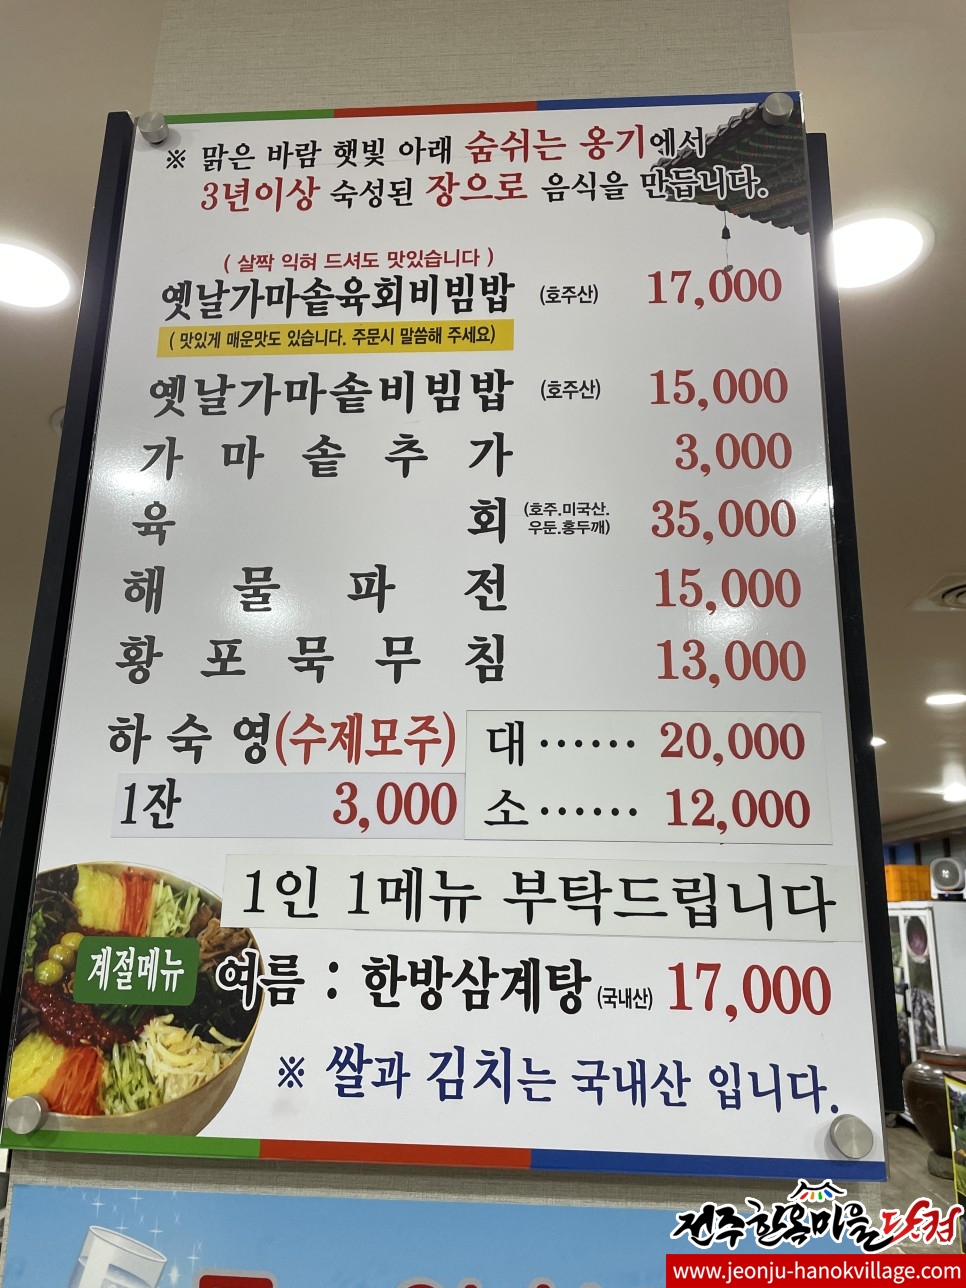 ※ 맑은 바람 햇빛 아래 숨쉬는 옹기에서
3년이상 숙성된 장으로 음식을 만듭니다.
( 살짝 익혀 드셔도 맛있습니다 )
옛날가마솥육회비빔밥 (호주산) 17,000
( 맛있게 매운맛도 있습니다. 주문시 말씀해 주세요)
옛날가마솥비빔밥 (호주산) 15,000
가마솥추가 3,000
육회 (호주.미국산. 35,000
우둔.홍두깨)
해물파전 15,000
황포묵무침 13,000
하숙영(수제모주) 대 ...... 20,000
1잔 3,000 소 ...... 12,000
1인 1메뉴 부탁드립니다
계절메뉴 여름 : 한방삼계탕 (국내산) 17,000
※ 쌀과 김치는 국내산 입니다.
전주한옥마을닷컴
www.jeonju-hanokvillage.com